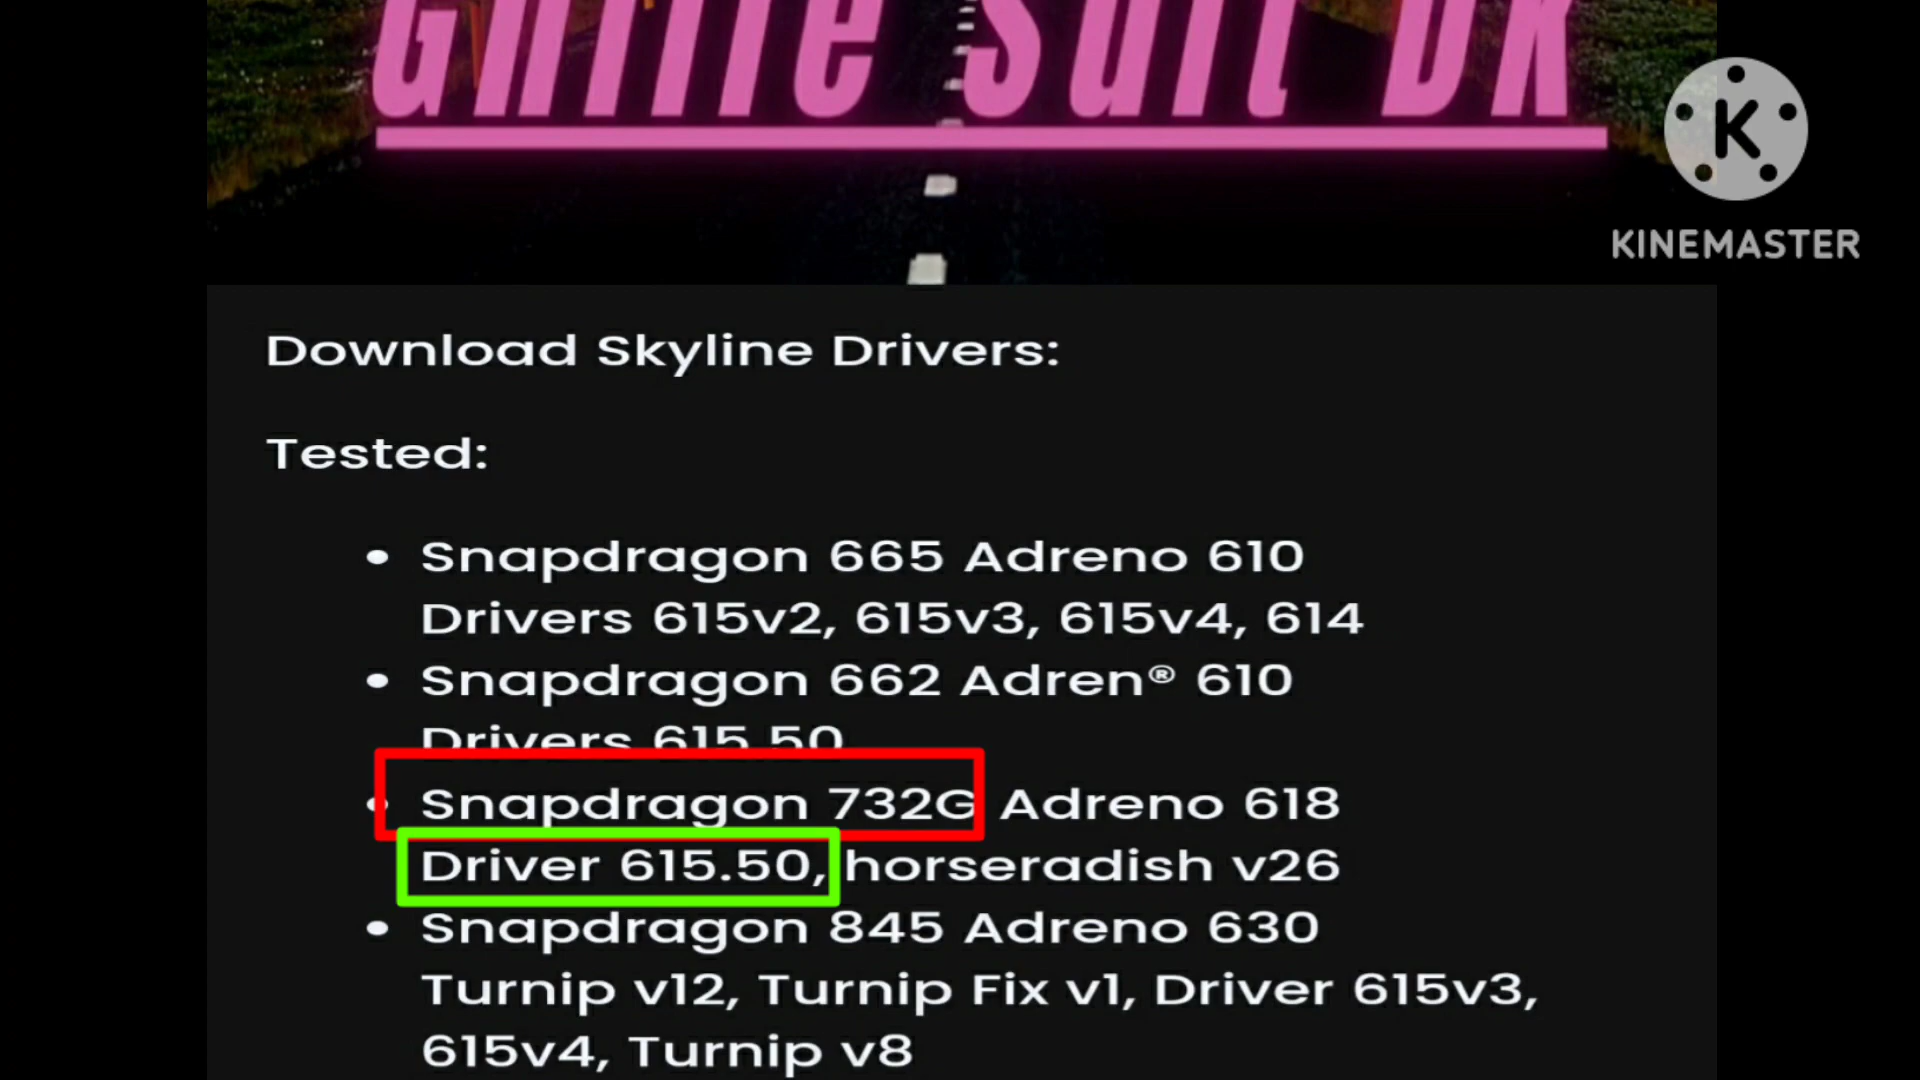 Suit DK
KINEMASTER
Download Skyline Drivers:
Tested:
• Snapdragon 665 Adreno 610
Drivers 615v2, 615v3, 615v4, 614
• Snapdragon 662 Adren® 610
Drivers 615.50
• Snapdragon 732G Adreno 618
Driver 615.50, horseradish v26
• Snapdragon 845 Adreno 630
Turnip v12, Turnip Fix v1, Driver 615v3,
615v4, Turnip v8